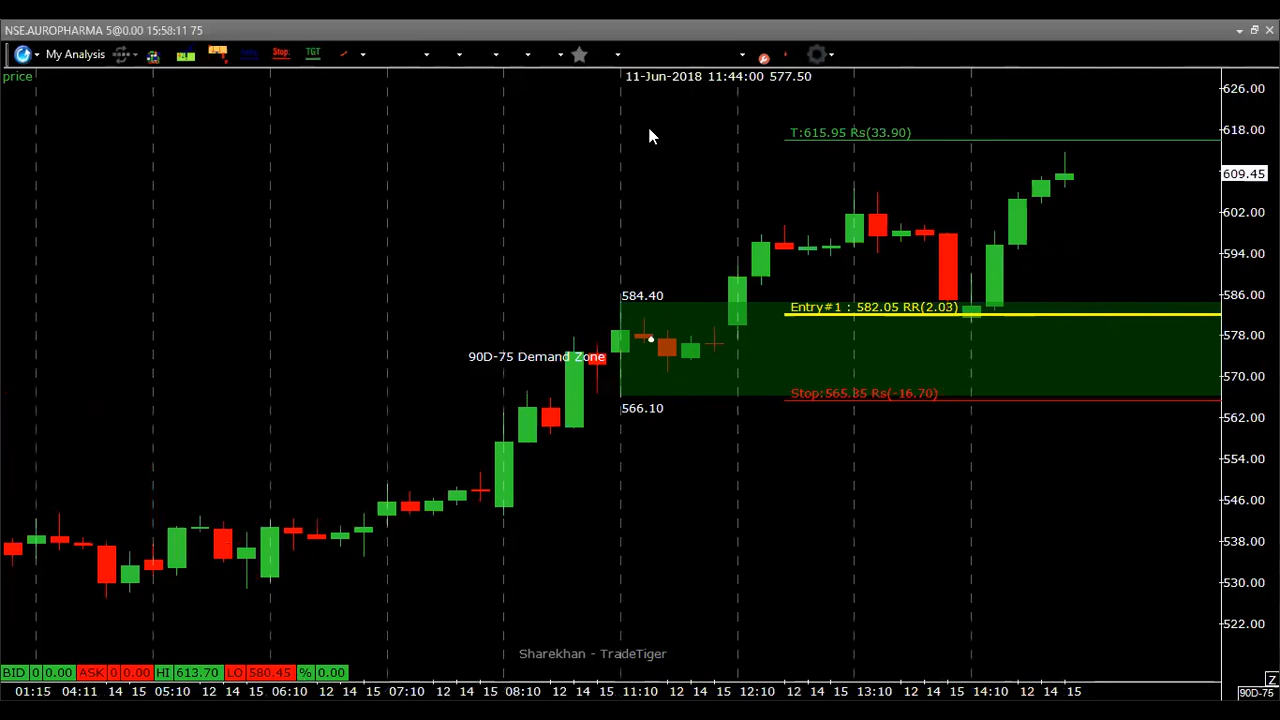 NSE.AUROPHARMA 5@0.00 15:58:11 75
My Analysis
Stop:
TGT
price
11-Jun-2018 11:44:00 577.50
626.00
T:615.95 Rs(33.90)
618.00
609.45
602.00
594.00
584.40
586.00
Entry#1 : 582.05 RR(2.03)
578.00
90D-75 Demand Zone
570.00
Stop:565.35 Rs(-16.70)
566.10
562.00
554.00
546.00
538.00
530.00
522.00
Sharekhan - TradeTiger
BID 0 0.00 ASK 0 0.00 HI 613.70 LO 580.45 % 0.00
Z
01:15 04:11 14 15 05:10 12 14 15 06:10 12 14 15 07:10 12 14 15 08:10 12 14 15 11:10 12 14 15 12:10 12 14 15 13:10 12 14 15 14:10 12 14 15
90D-75